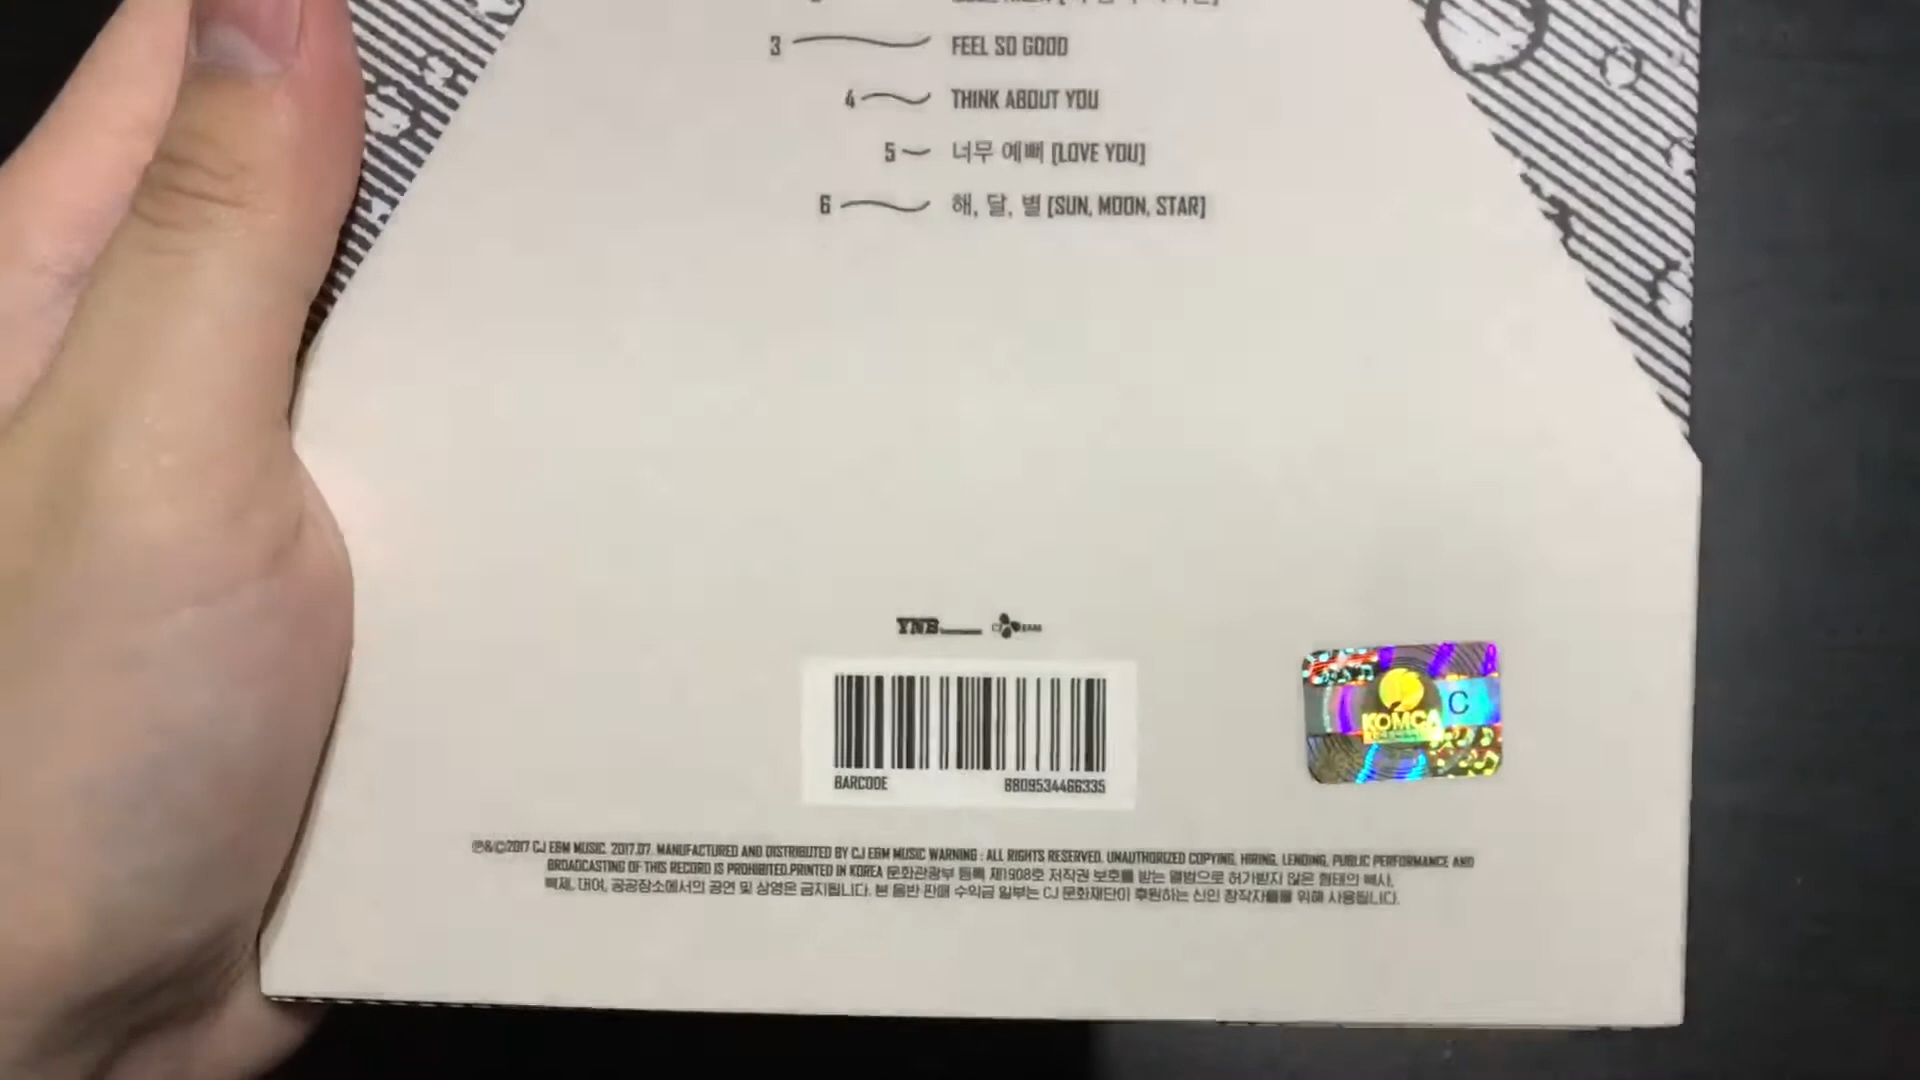 3 FEEL SO GOOD
4 THINK ABOUT YOU
5 너무 예뻐 [LOVE YOU]
6 해, 달, 별 [SUN, MOON, STAR]
YNB CJ E&M
KOMCA C
BARCODE 8809534466335
℗&©2017 CJ E&M MUSIC. 2017.07. MANUFACTURED AND DISTRIBUTED BY CJ E&M MUSIC WARNING : ALL RIGHTS RESERVED. UNAUTHORIZED COPYING, HIRING, LENDING, PUBLIC PERFORMANCE AND
BROADCASTING OF THIS RECORD IS PROHIBITED.PRINTED IN KOREA 문화관광부 등록 제1908호 저작권 보호를 받는 앨범으로 허가받지 않은 형태의 복사,
복제, 대여, 공공장소에서의 공연 및 상영은 금지됩니다. 본 음반 판매 수익금 일부는 CJ 문화재단이 후원하는 신인 창작자들을 위해 사용됩니다.